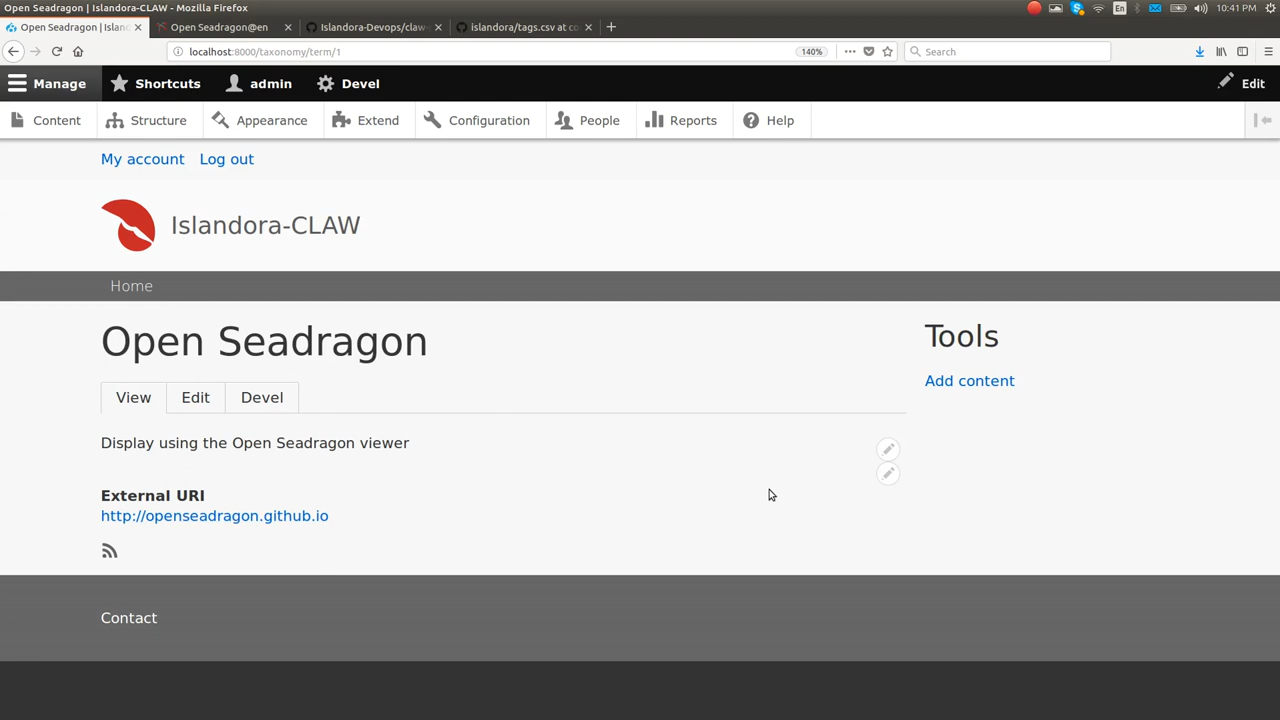 Open Seadragon | Islandora-CLAW - Mozilla Firefox
En
10:41 PM
Open Seadragon | Islan
Open Seadragon@en
Islandora-Devops/claw-
islandora/tags.csv at co
localhost:8000/taxonomy/term/1
140%
Search
Manage
Shortcuts
admin
Devel
Edit
Content
Structure
Appearance
Extend
Configuration
People
Reports
Help
My account
Log out
Islandora-CLAW
Home
Open Seadragon
Tools
Add content
View
Edit
Devel
Display using the Open Seadragon viewer
External URI
http://openseadragon.github.io
Contact